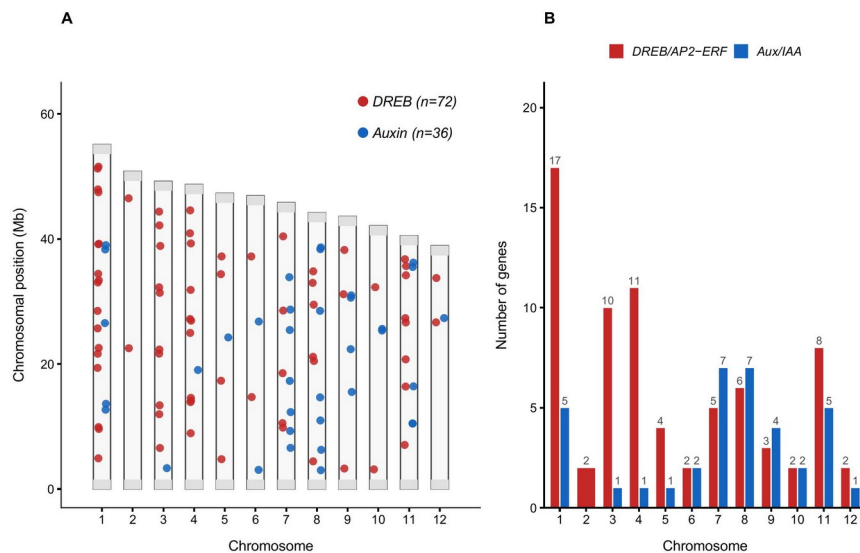 A
DREB (n=72)
Auxin (n=36)
Chromosomal position (Mb)
60
40
20
0
1 2 3 4 5 6 7 8 9 10 11 12
Chromosome
B
DREB/AP2−ERF Aux/IAA
Number of genes
20
15
10
5
0
17 5 2 10 1 11 1 4 1 2 2 5 7 6 7 3 4 2 2 8 5 2 1
1 2 3 4 5 6 7 8 9 10 11 12
Chromosome